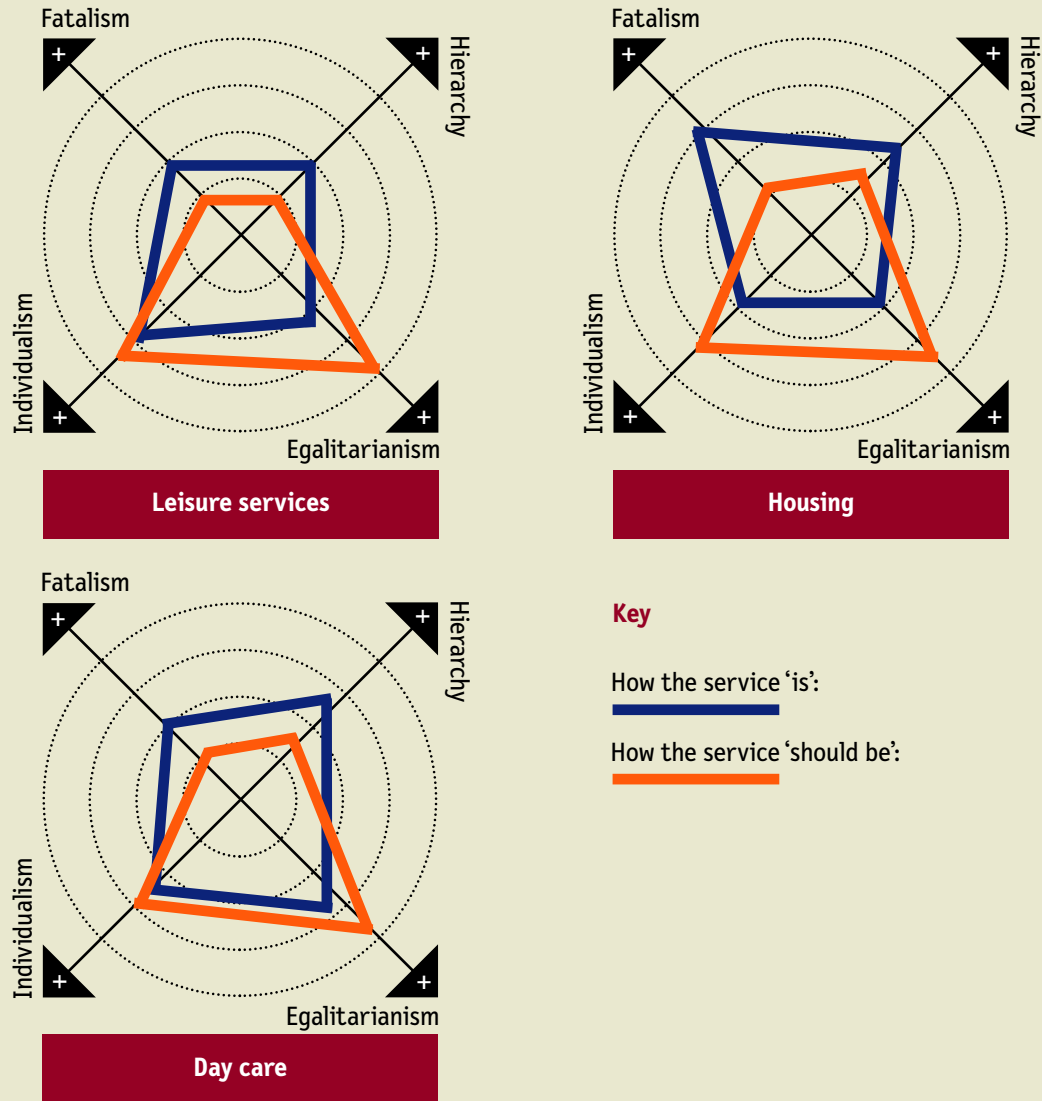 Fatalism
+
+
Hierarchy
Individualism
+
+
Egalitarianism
Leisure services
Fatalism
+
+
Hierarchy
Individualism
+
+
Egalitarianism
Housing
Fatalism
+
+
Hierarchy
Individualism
+
+
Egalitarianism
Day care
Key
How the service ‘is’:
How the service ‘should be’: